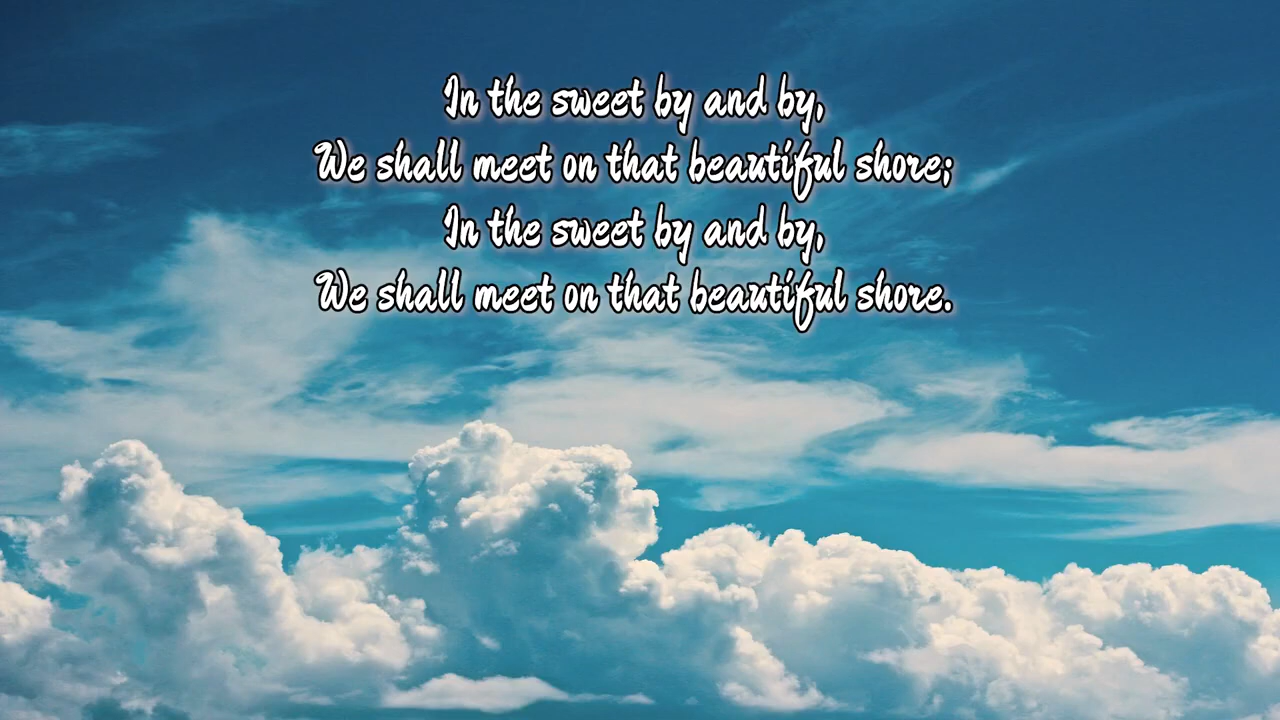 In the sweet by and by,
We shall meet on that beautiful shore;
In the sweet by and by,
We shall meet on that beautiful shore.